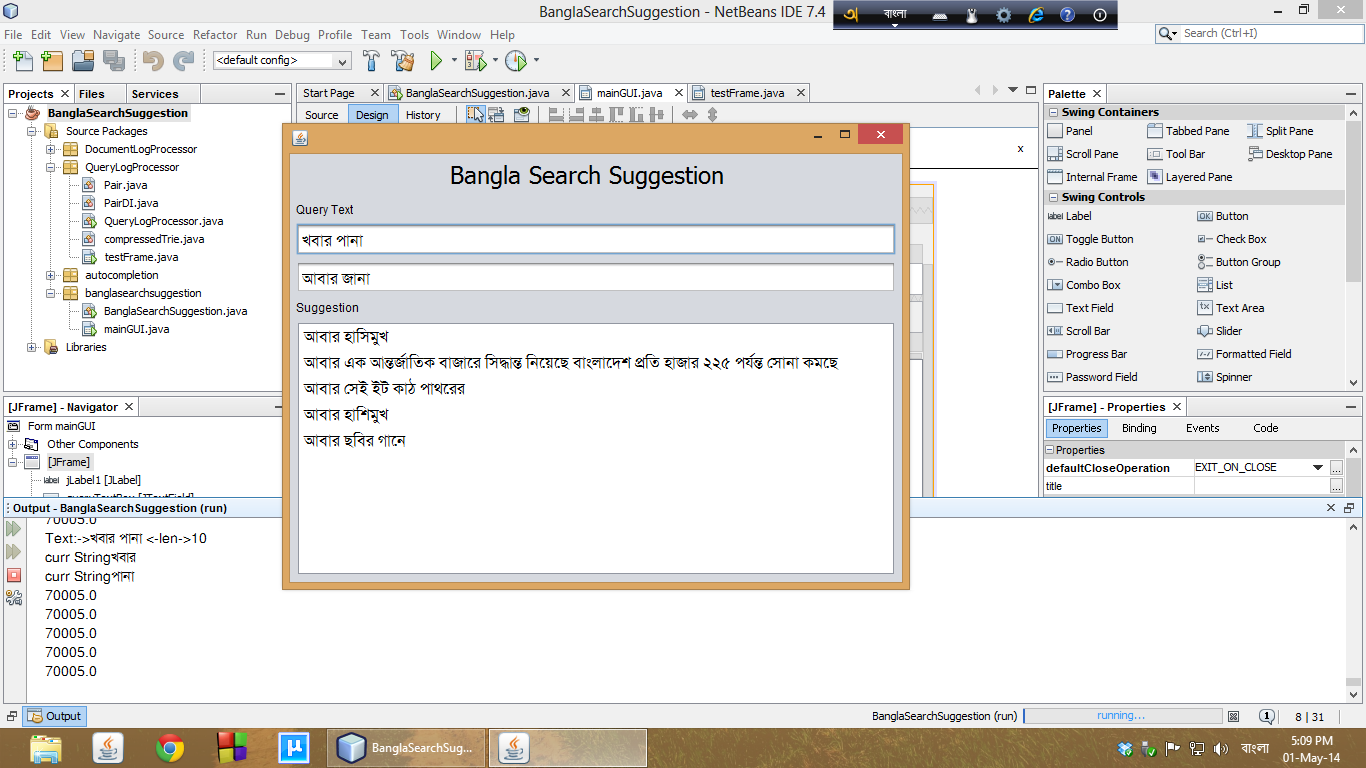 BanglaSearchSuggestion - NetBeans IDE 7.4
বাংলা
File Edit View Navigate Source Refactor Run Debug Profile Team Tools Window Help
Search (Ctrl+I)
<default config>
Projects Files Services
BanglaSearchSuggestion
Source Packages
DocumentLogProcessor
QueryLogProcessor
Pair.java
PairDI.java
QueryLogProcessor.java
compressedTrie.java
testFrame.java
autocompletion
banglasearchsuggestion
BanglaSearchSuggestion.java
mainGUI.java
Libraries
Start Page BanglaSearchSuggestion.java mainGUI.java testFrame.java
Source Design History
x
Bangla Search Suggestion
Query Text
খবার পানা
আবার জানা
Suggestion
আবার হাসিমুখ
আবার এক আন্তর্জাতিক বাজারে সিদ্ধান্ত নিয়েছে বাংলাদেশ প্রতি হাজার ২২৫ পর্যন্ত সোনা কমছে
আবার সেই ইট কাঠ পাথরের
আবার হাশিমুখ
আবার ছবির গানে
Palette
Swing Containers
Panel Tabbed Pane Split Pane
Scroll Pane Tool Bar Desktop Pane
Internal Frame Layered Pane
Swing Controls
label Label OK Button
ON Toggle Button Check Box
Radio Button Button Group
Combo Box List
Text Field Text Area
Scroll Bar Slider
Progress Bar Formatted Field
Password Field Spinner
[JFrame] - Navigator
Form mainGUI
Other Components
[JFrame]
label jLabel1 [JLabel]
queryTextBox [JTextField]
[JFrame] - Properties
Properties Binding Events Code
Properties
defaultCloseOperation EXIT_ON_CLOSE ...
title ...
Output - BanglaSearchSuggestion (run)
70005.0
Text:->খবার পানা <-len->10
curr Stringখবার
curr Stringপানা
70005.0
70005.0
70005.0
70005.0
70005.0
Output
BanglaSearchSuggestion (run) running... 1 8 | 31
BanglaSearchSug...
বাংলা
5:09 PM
01-May-14